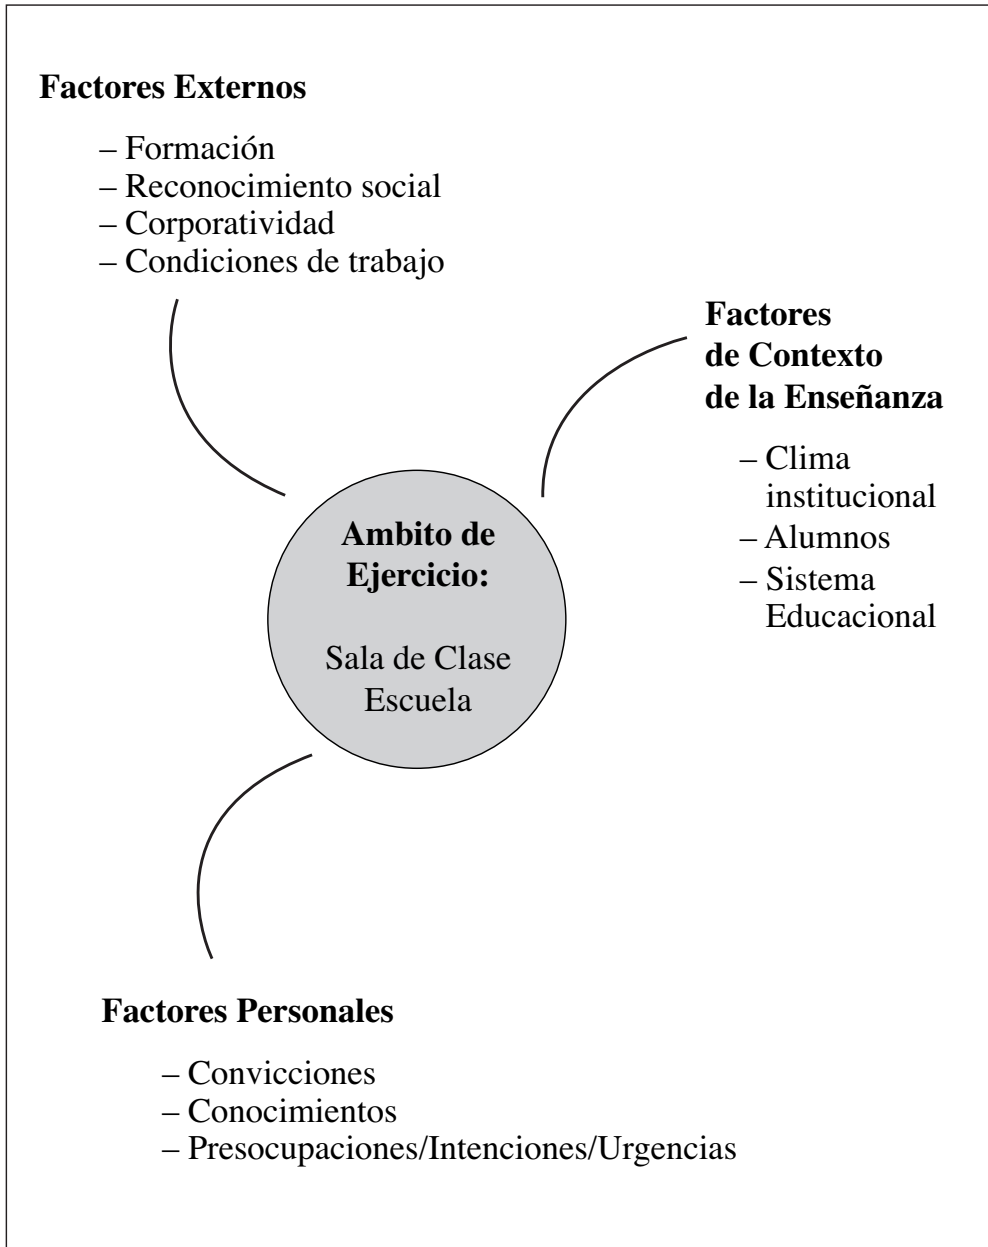 Factores Externos
– Formación
– Reconocimiento social
– Corporatividad
– Condiciones de trabajo
Factores
de Contexto
de la Enseñanza
– Clima
institucional
– Alumnos
– Sistema
Educacional
Ambito de
Ejercicio:
Sala de Clase
Escuela
Factores Personales
– Convicciones
– Conocimientos
– Presocupaciones/Intenciones/Urgencias